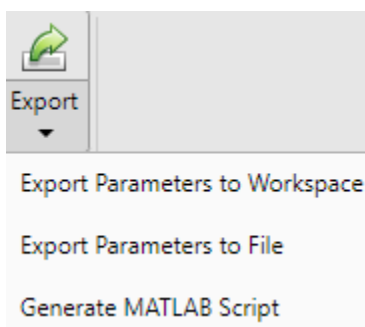 Export
Export Parameters to Workspace
Export Parameters to File
Generate MATLAB Script